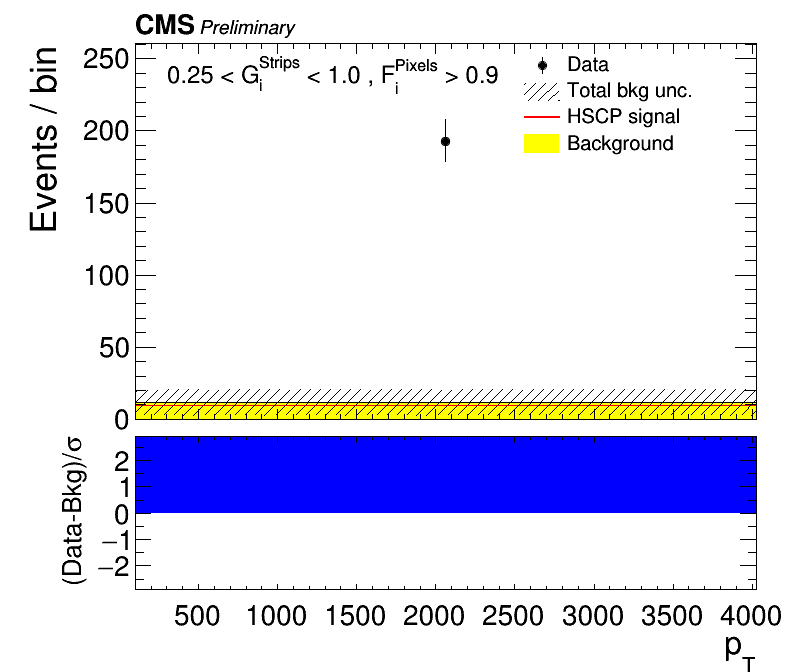 CMS Preliminary
Events / bin
250
200
150
100
50
0
0.25 < G_i^Strips < 1.0 , F_i^Pixels > 0.9
Data
Total bkg unc.
HSCP signal
Background
(Data-Bkg)/σ
2
1
0
−1
−2
500 1000 1500 2000 2500 3000 3500 4000
p_T